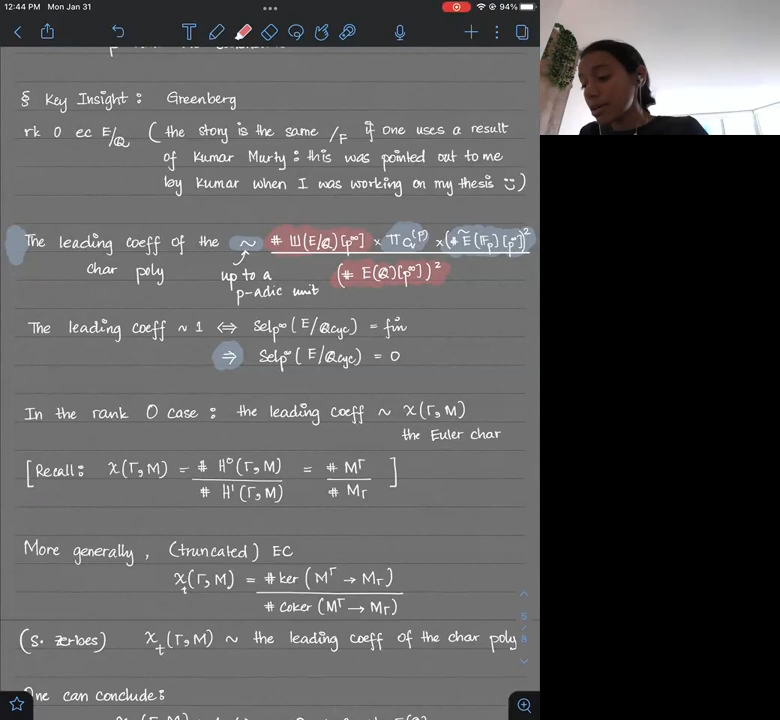 12:44 PM Mon Jan 31
94%
§ Key Insight : Greenberg
rk 0 ec E/Q ( the story is the same /F if one uses a result
of Kumar Murty : this was pointed out to me
by Kumar when I was working on my thesis )
The leading coeff of the ~ # Ш(E/Q)[p^∞] × Π c_v^(p) × (# Ẽ(F_p)[p^∞])^2
char poly up to a (# E(Q)[p^∞])^2
p-adic unit
The leading coeff ~ 1 ⇔ Sel_p^∞ (E/Q_cyc) = fin
⇒ Sel_p^∞ (E/Q_cyc) = 0
In the rank 0 case : the leading coeff ~ χ(Γ, M)
the Euler char
[ Recall : χ(Γ, M) = # H^0(Γ, M) / # H^1(Γ, M) = # M^Γ / # M_Γ ]
More generally, (truncated) EC
χ_t(Γ, M) = # ker (M^Γ → M_Γ) / # coker (M^Γ → M_Γ)
5
8
(S. Zerbes) χ_t(Γ, M) ~ the leading coeff of the char poly
One can conclude :